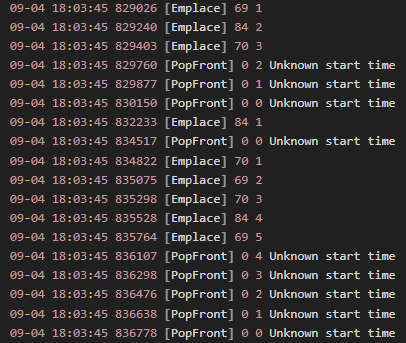 09-04 18:03:45 829026 [Emplace] 69 1
09-04 18:03:45 829240 [Emplace] 84 2
09-04 18:03:45 829403 [Emplace] 70 3
09-04 18:03:45 829760 [PopFront] 0 2 Unknown start time
09-04 18:03:45 829877 [PopFront] 0 1 Unknown start time
09-04 18:03:45 830150 [PopFront] 0 0 Unknown start time
09-04 18:03:45 832233 [Emplace] 84 1
09-04 18:03:45 834517 [PopFront] 0 0 Unknown start time
09-04 18:03:45 834822 [Emplace] 70 1
09-04 18:03:45 835075 [Emplace] 69 2
09-04 18:03:45 835298 [Emplace] 70 3
09-04 18:03:45 835528 [Emplace] 84 4
09-04 18:03:45 835764 [Emplace] 69 5
09-04 18:03:45 836107 [PopFront] 0 4 Unknown start time
09-04 18:03:45 836298 [PopFront] 0 3 Unknown start time
09-04 18:03:45 836476 [PopFront] 0 2 Unknown start time
09-04 18:03:45 836638 [PopFront] 0 1 Unknown start time
09-04 18:03:45 836778 [PopFront] 0 0 Unknown start time